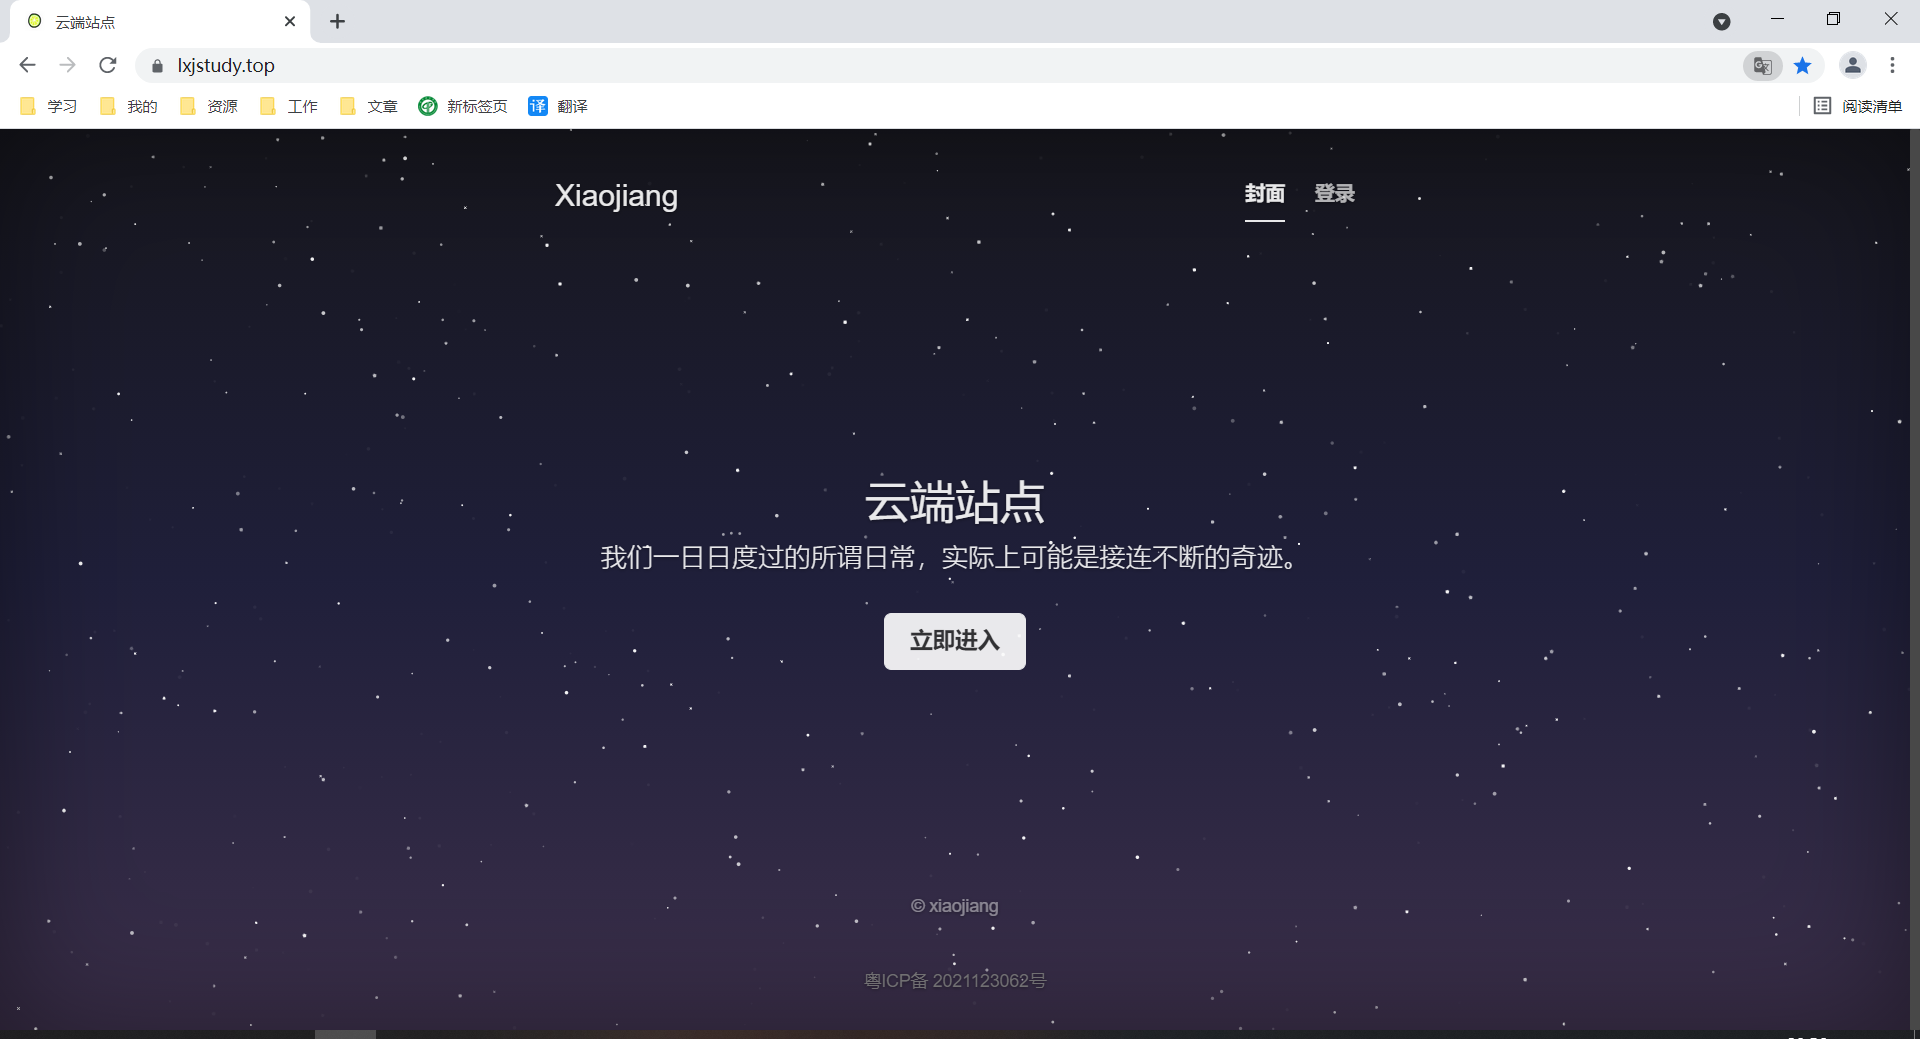 云端站点
lxjstudy.top
学习 我的 资源 工作 文章 新标签页 译 翻译 阅读清单
Xiaojiang 封面 登录
云端站点
我们一日日度过的所谓日常，实际上可能是接连不断的奇迹。
立即进入
© xiaojiang
粤ICP备 2021123062号